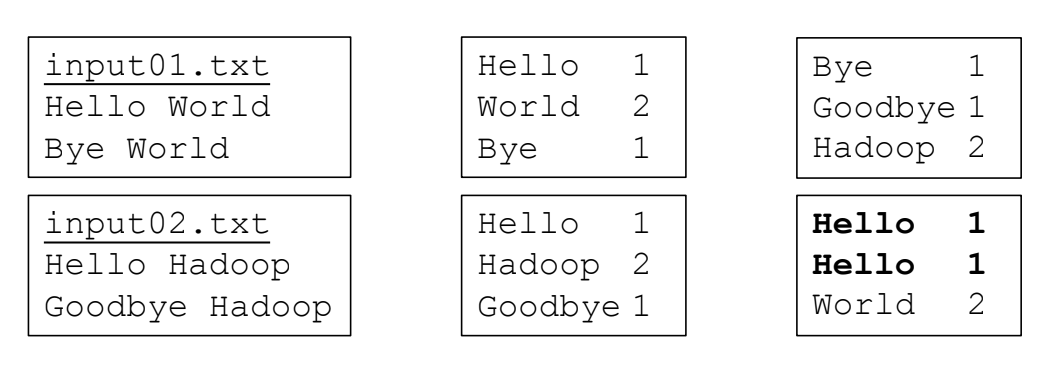 input01.txt
Hello World
Bye World
Hello 1
World 2
Bye 1
Bye 1
Goodbye 1
Hadoop 2
input02.txt
Hello Hadoop
Goodbye Hadoop
Hello 1
Hadoop 2
Goodbye 1
Hello 1
Hello 1
World 2